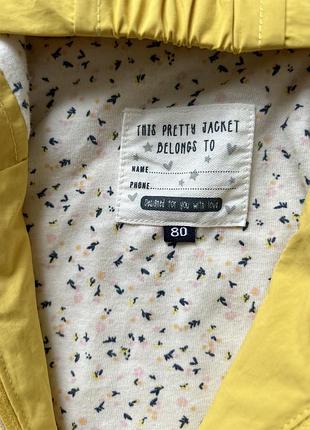 THIS PRETTY JACKET
BELONGS TO
NAME
PHONE
Designed for you with love
80